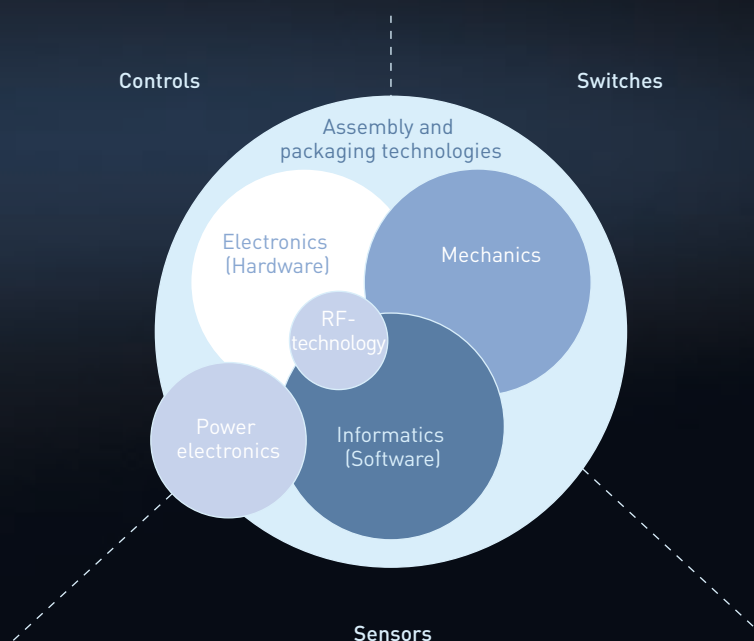 Controls
Switches
Assembly and
packaging technologies
Electronics
(Hardware)
Mechanics
RF-
technology
Power
electronics
Informatics
(Software)
Sensors